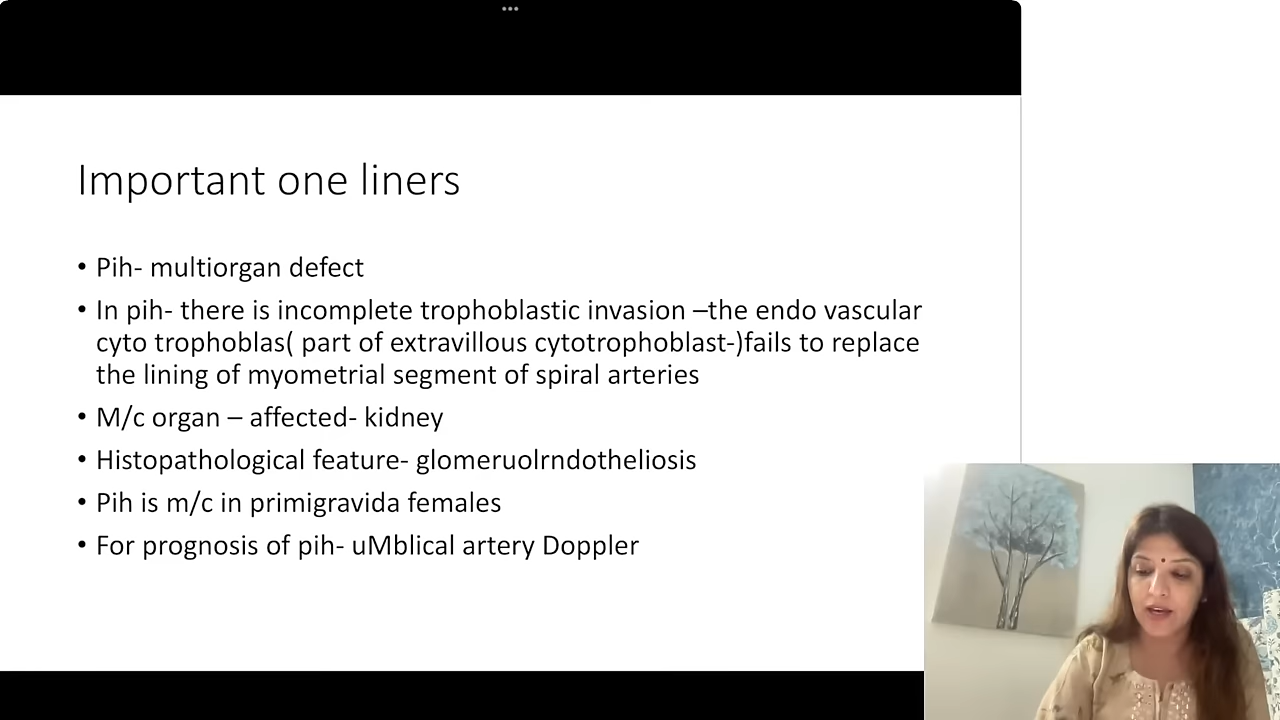 Important one liners
• Pih- multiorgan defect
• In pih- there is incomplete trophoblastic invasion –the endo vascular
cyto trophoblas( part of extravillous cytotrophoblast-)fails to replace
the lining of myometrial segment of spiral arteries
• M/c organ – affected- kidney
• Histopathological feature- glomeruolrndotheliosis
• Pih is m/c in primigravida females
• For prognosis of pih- uMblical artery Doppler